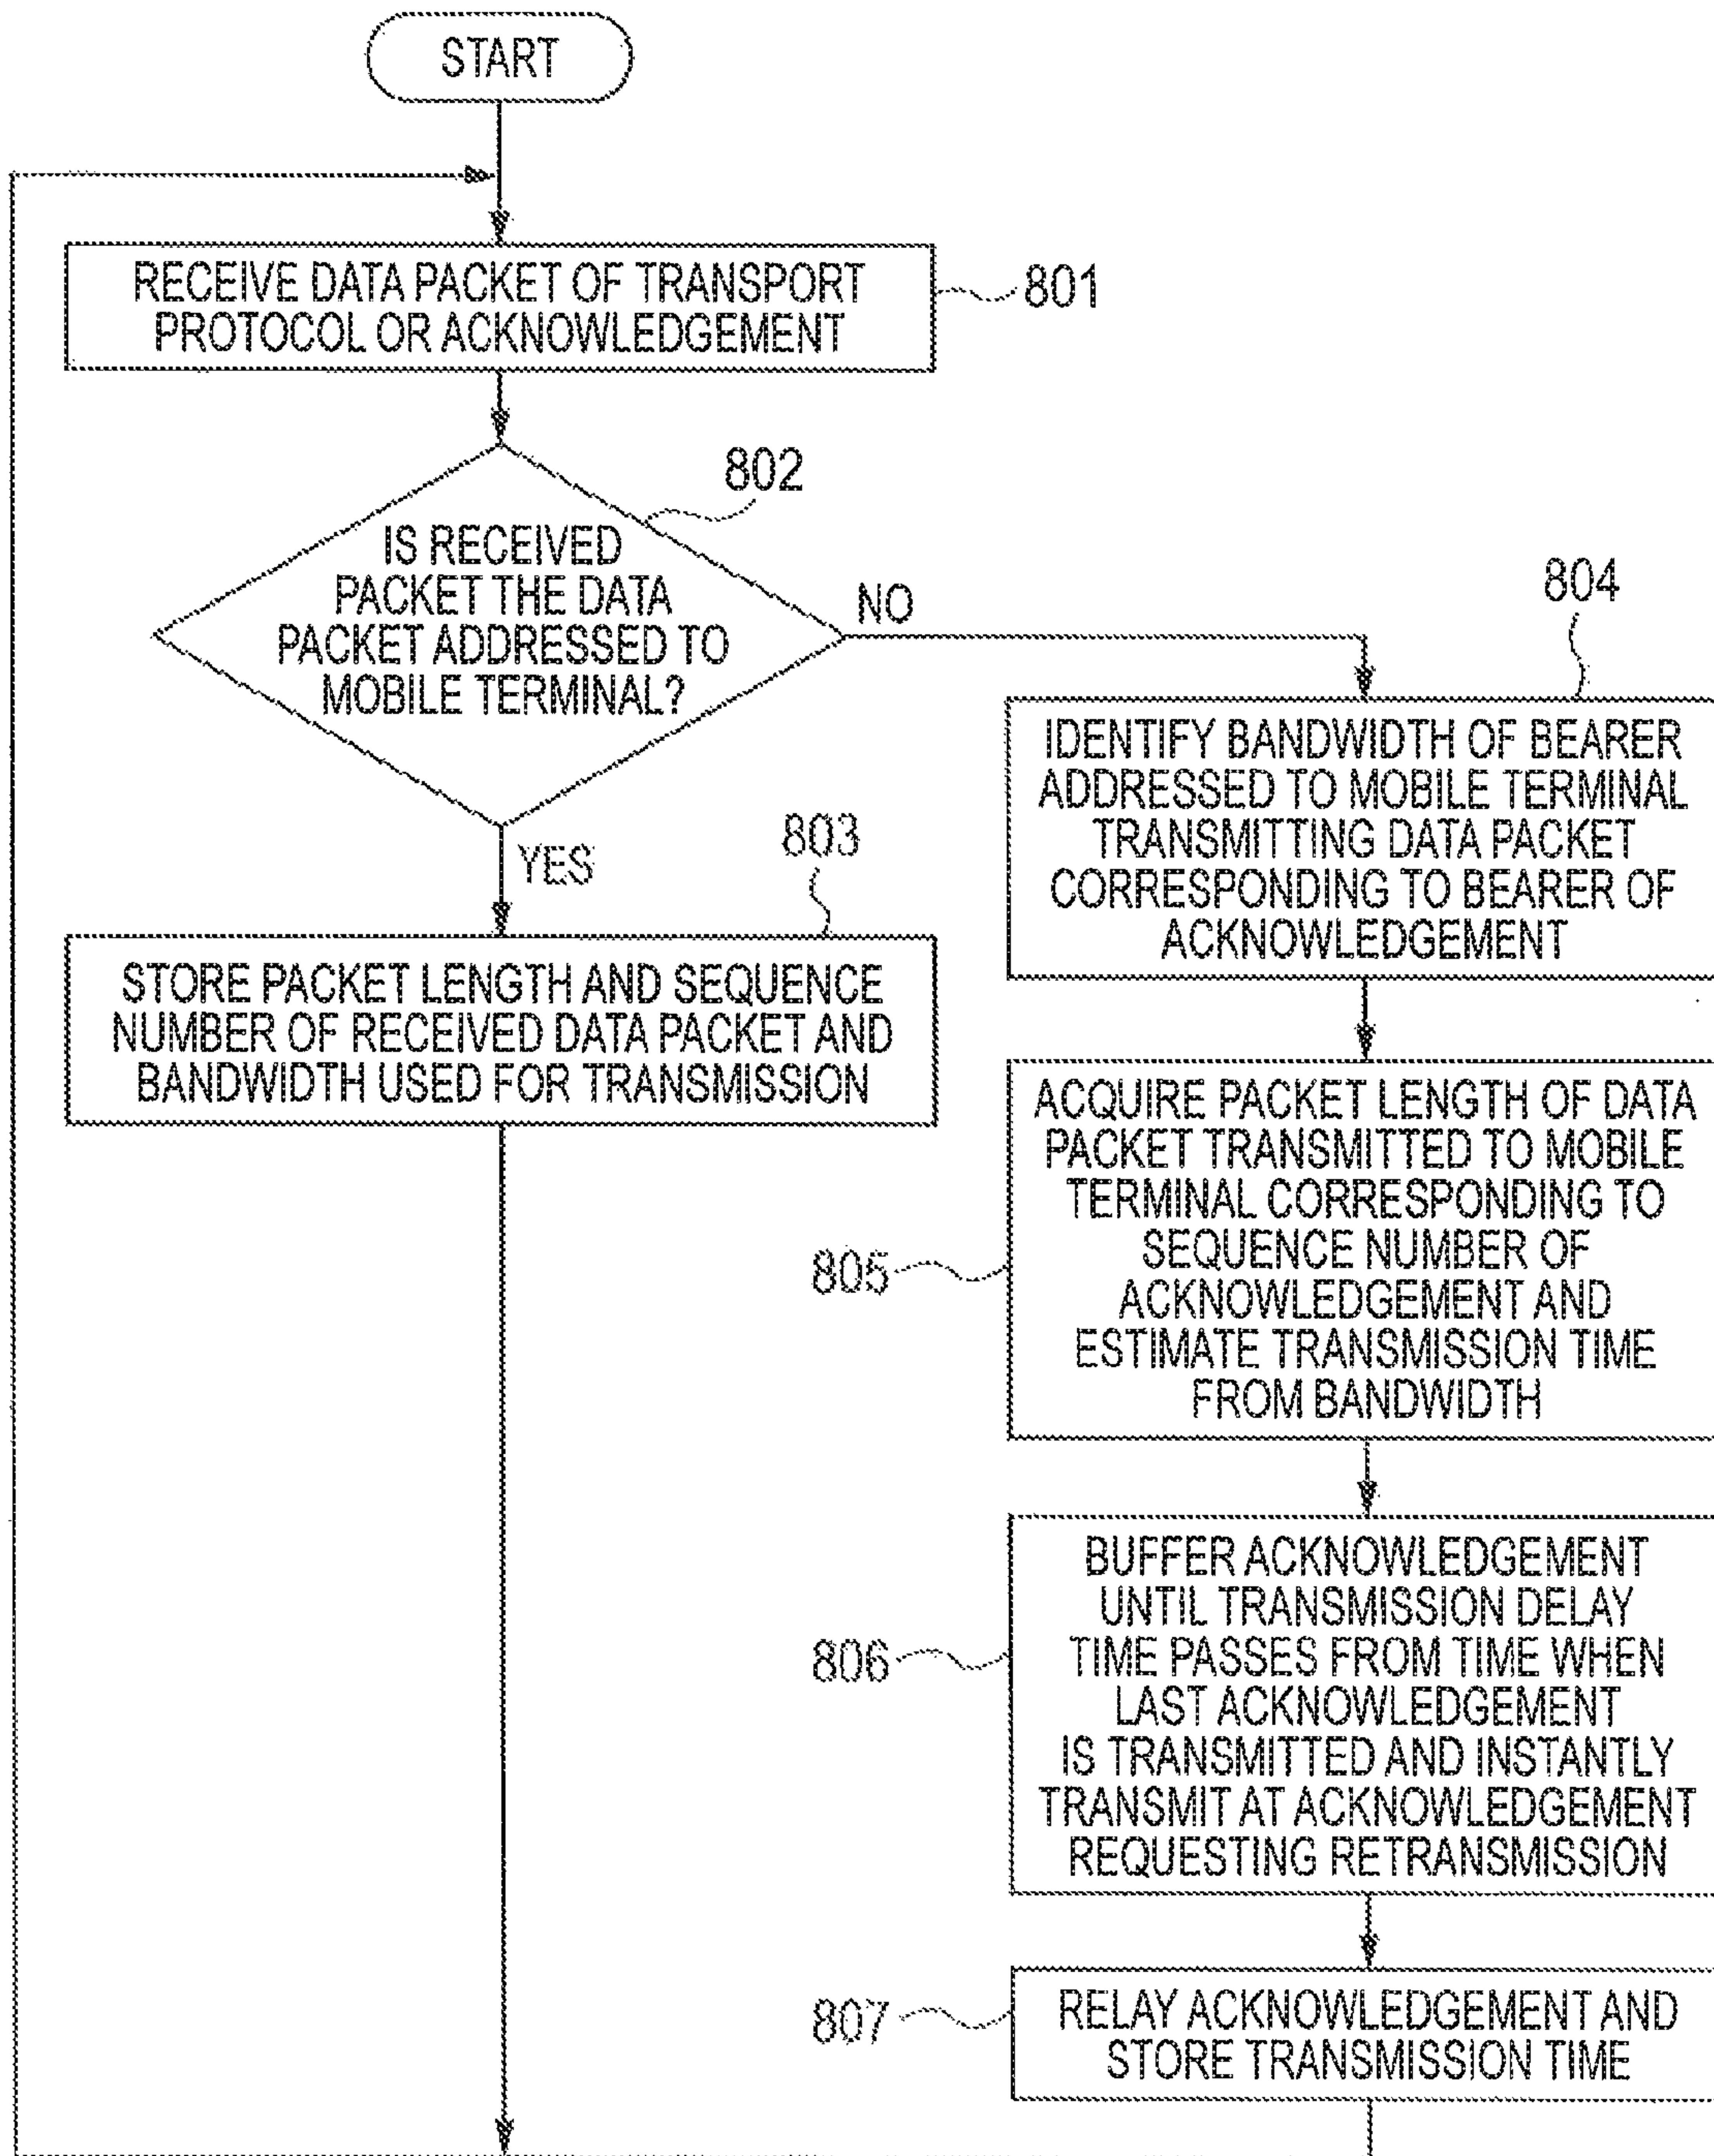 START
RECEIVE DATA PACKET OF TRANSPORT
PROTOCOL OR ACKNOWLEDGEMENT
801
802
IS RECEIVED
PACKET THE DATA
PACKET ADDRESSED TO
MOBILE TERMINAL?
NO
YES
803
STORE PACKET LENGTH AND SEQUENCE
NUMBER OF RECEIVED DATA PACKET AND
BANDWIDTH USED FOR TRANSMISSION
804
IDENTIFY BANDWIDTH OF BEARER
ADDRESSED TO MOBILE TERMINAL
TRANSMITTING DATA PACKET
CORRESPONDING TO BEARER OF
ACKNOWLEDGEMENT
805
ACQUIRE PACKET LENGTH OF DATA
PACKET TRANSMITTED TO MOBILE
TERMINAL CORRESPONDING TO
SEQUENCE NUMBER OF
ACKNOWLEDGEMENT AND
ESTIMATE TRANSMISSION TIME
FROM BANDWIDTH
806
BUFFER ACKNOWLEDGEMENT
UNTIL TRANSMISSION DELAY
TIME PASSES FROM TIME WHEN
LAST ACKNOWLEDGEMENT
IS TRANSMITTED AND INSTANTLY
TRANSMIT AT ACKNOWLEDGEMENT
REQUESTING RETRANSMISSION
807
RELAY ACKNOWLEDGEMENT AND
STORE TRANSMISSION TIME